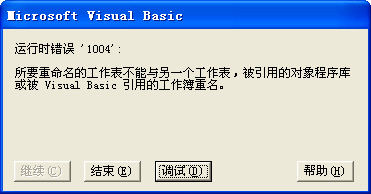 Microsoft Visual Basic
运行时错误 '1004':
所要重命名的工作表不能与另一个工作表，被引用的对象程序库
或被 Visual Basic 引用的工作簿重名。
继续(C) 结束(E) 调试(D) 帮助(H)